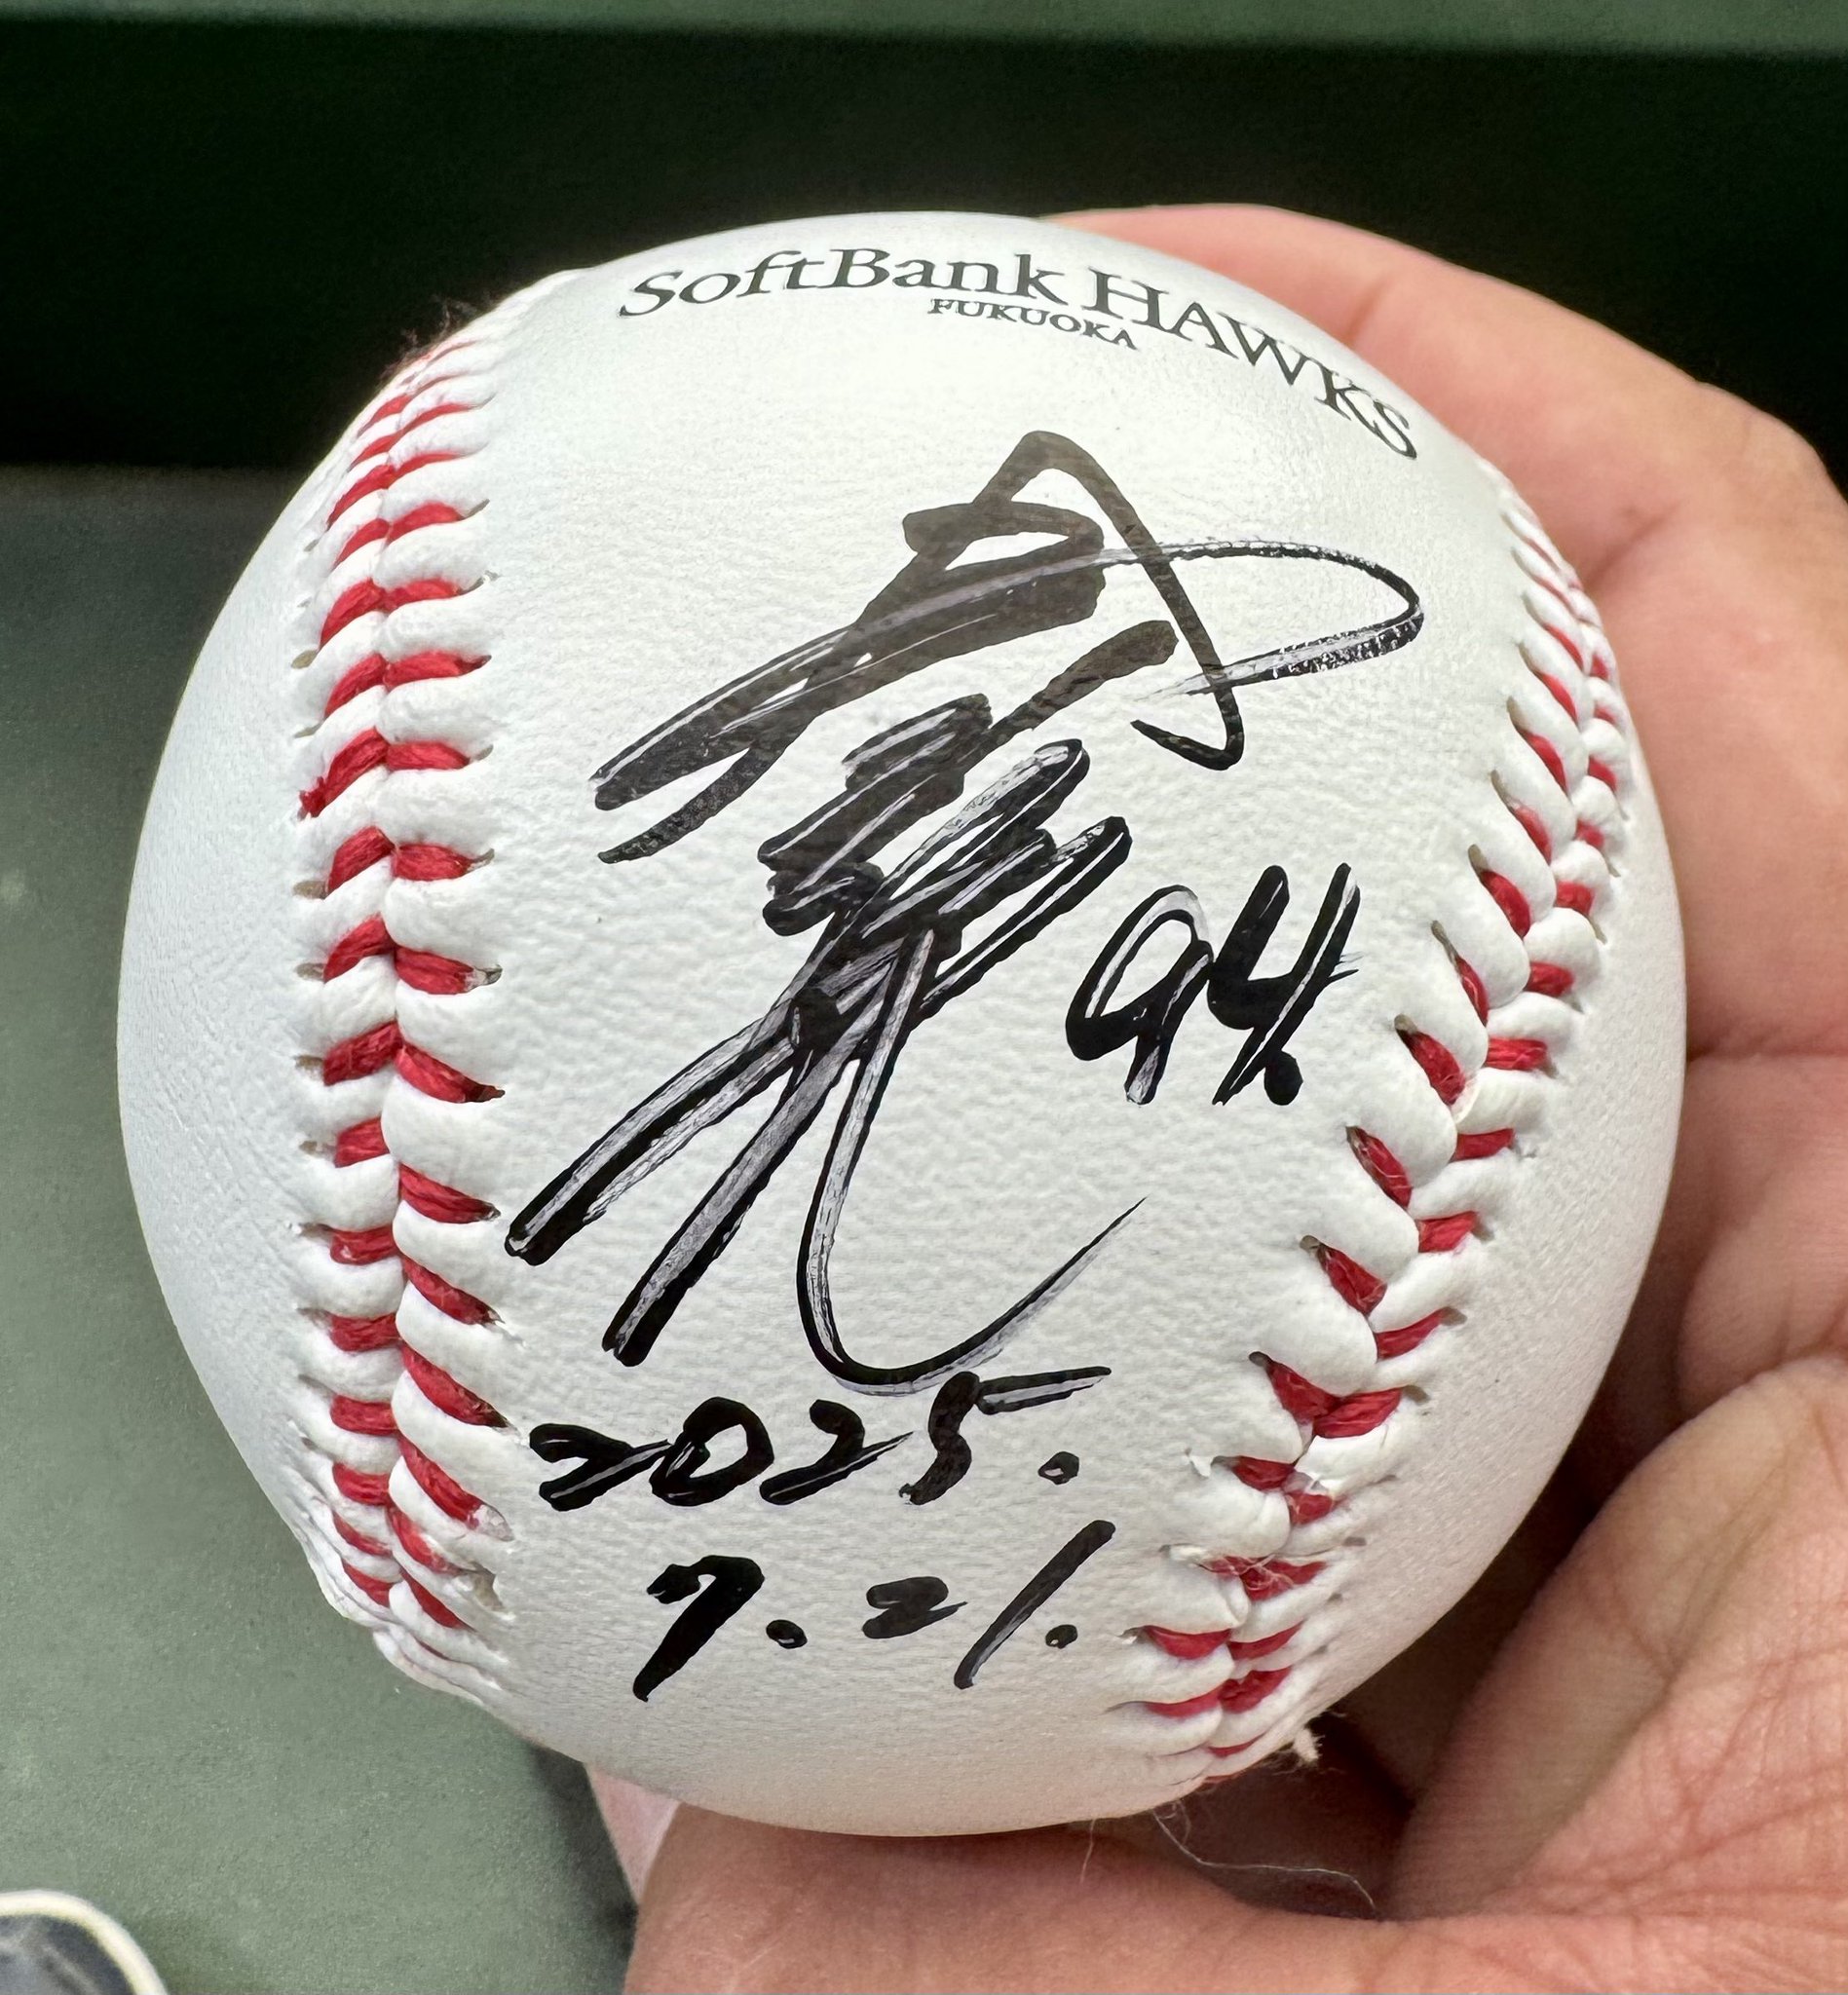 SoftBank HAWKS
FUKUOKA
94.
2025.
7.21.